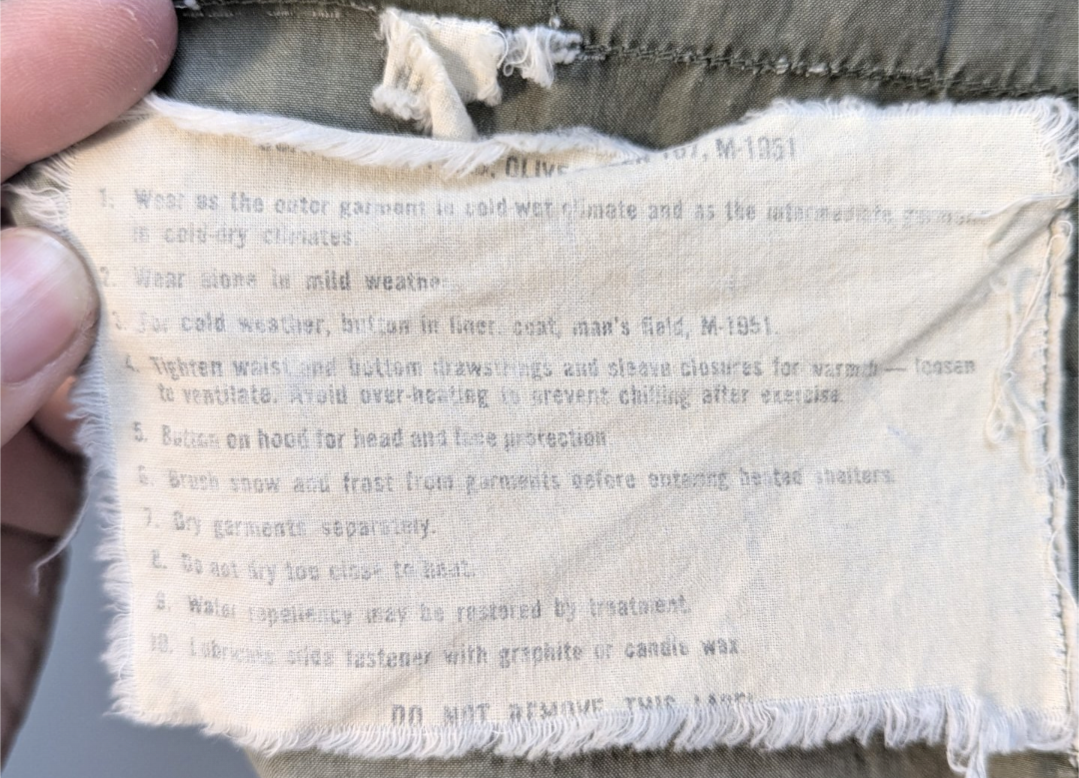 , OLIVE 107, M-1951
1. Wear as the outer garment in cold-wet climate and as the intermediate garment
in cold-dry climates.
2. Wear alone in mild weather.
3. For cold weather, button in liner, coat, man's field, M-1951.
4. Tighten waist and bottom drawstrings and sleeve closures for warmth — loosen
to ventilate. Avoid over-heating to prevent chilling after exercise.
5. Button on hood for head and face protection
6. Brush snow and frost from garments before entering heated shelters.
7. Dry garments separately.
8. Do not dry too close to heat.
9. Water repellency may be restored by treatment.
10. Lubricate slide fastener with graphite or candle wax
DO NOT REMOVE THIS LABEL